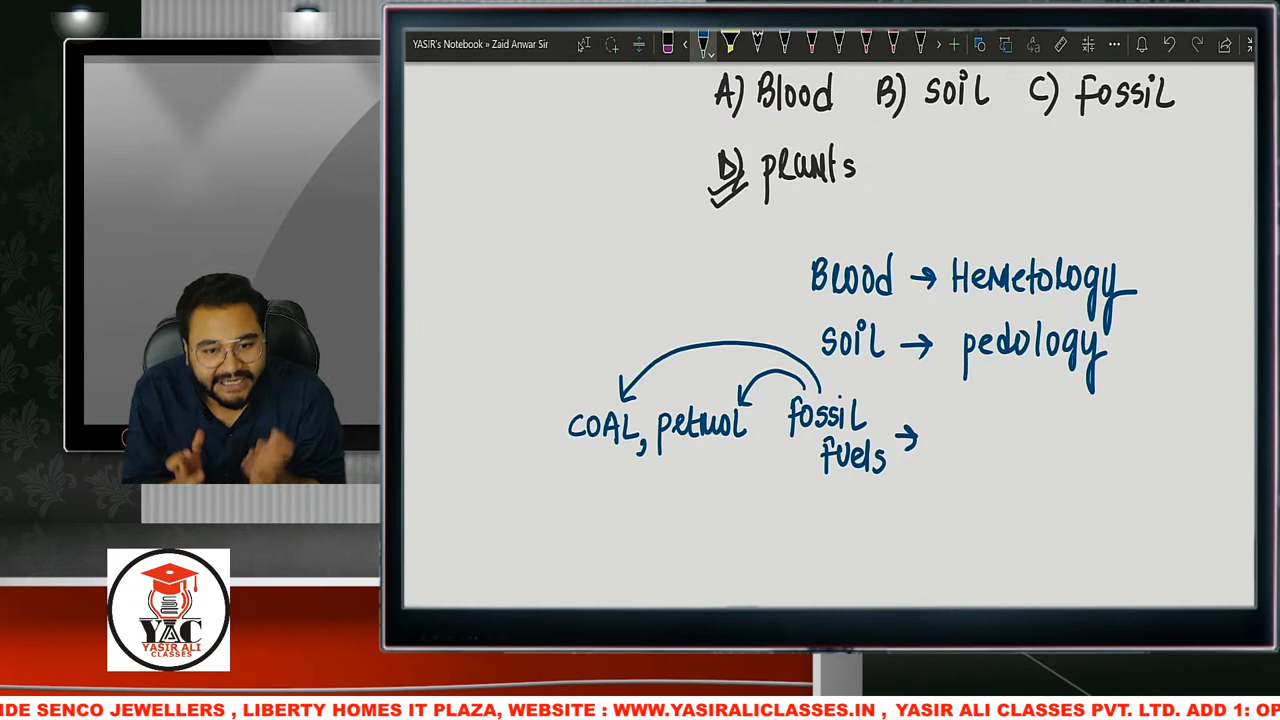 YASIR's Notebook » Zaid Anwar Sir
A) Blood B) soil C) fossil
D) plants
Blood → Hemetology
soil → pedology
COAL, petrol fossil
fuels →
YAC
YASIR ALI
CLASSES
IDE SENCO JEWELLERS , LIBERTY HOMES IT PLAZA, WEBSITE : WWW.YASIRALICLASSES.IN , YASIR ALI CLASSES PVT. LTD. ADD 1: OP